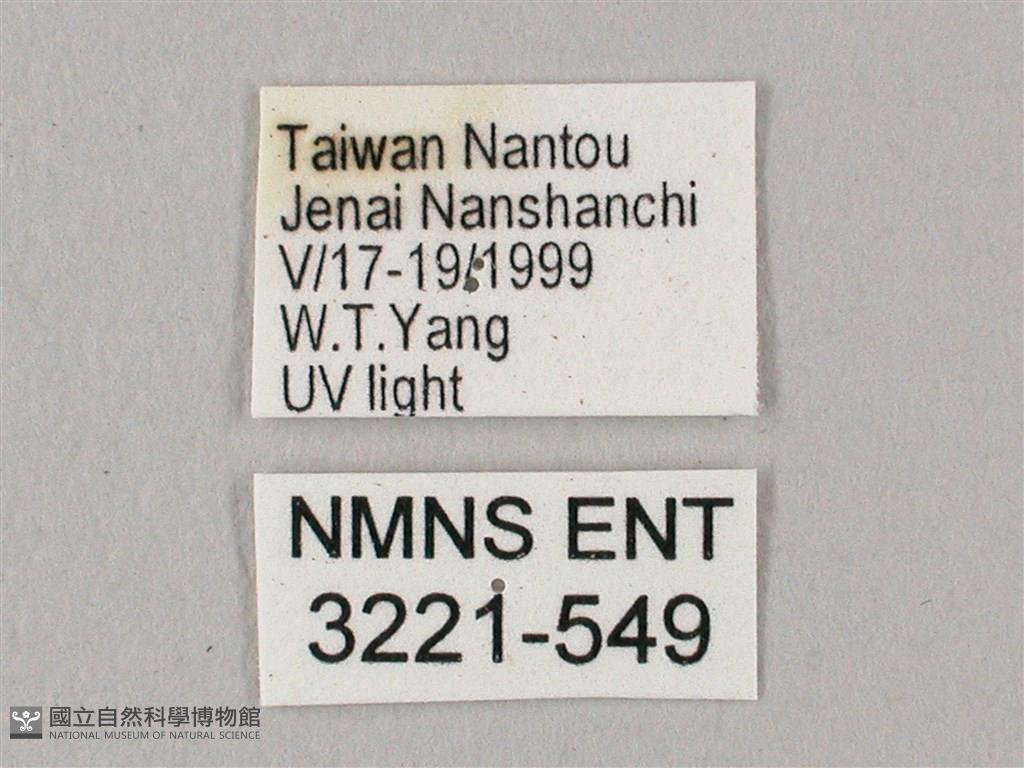 Taiwan Nantou
Jenai Nanshanchi
V/17-19/1999
W.T.Yang
UV light
NMNS ENT
3221-549
國立自然科學博物館
NATIONAL MUSEUM OF NATURAL SCIENCE